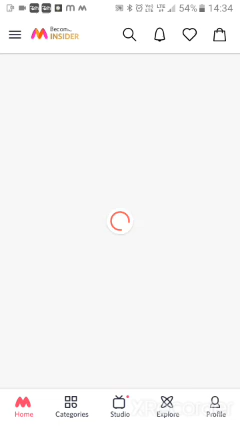 54% 14:34
Becom...
INSIDER
Home
Categories
Studio
Explore
Profile